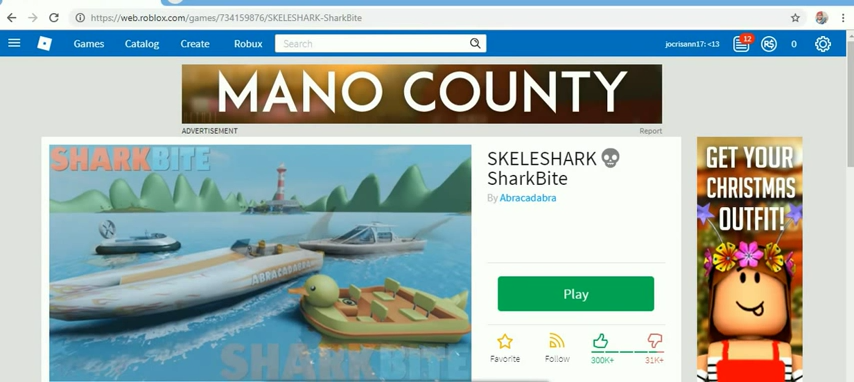 https://web.roblox.com/games/734159876/SKELESHARK-SharkBite
Games Catalog Create Robux Search jocrisann17: <13 12 R$ 0
MANO COUNTY
ADVERTISEMENT Report
SHARKBITE
ABRACADABRA
SHARKBITE
SKELESHARK
SharkBite
By Abracadabra
Play
Favorite Follow 300K+ 31K+
GET YOUR
CHRISTMAS
OUTFIT!